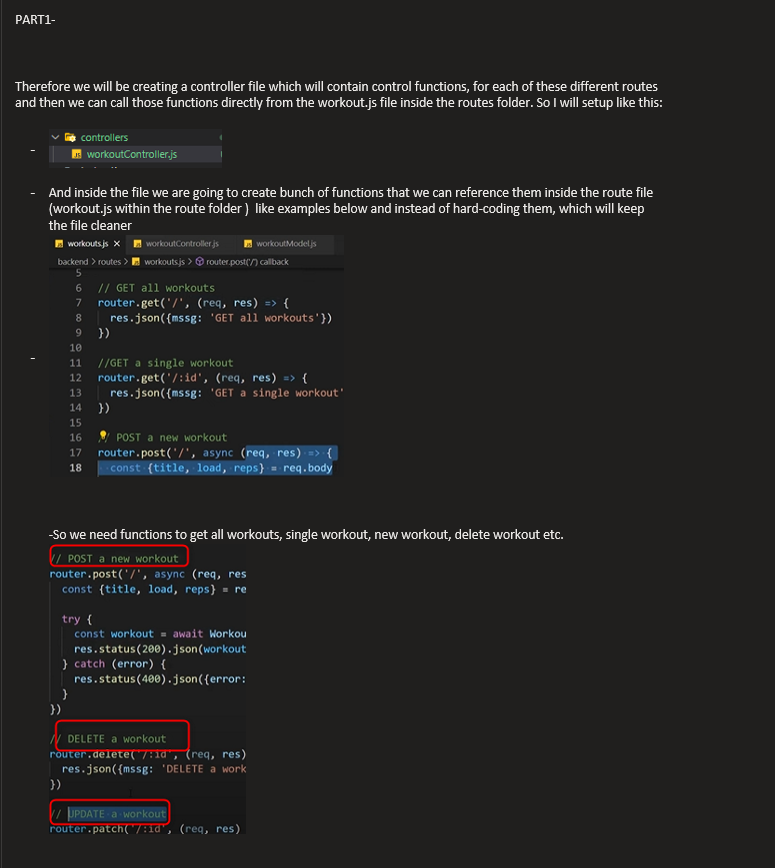 PART1-
Therefore we will be creating a controller file which will contain control functions, for each of these different routes
and then we can call those functions directly from the workout.js file inside the routes folder. So I will setup like this:
- controllers
workoutController.js
- And inside the file we are going to create bunch of functions that we can reference them inside the route file
(workout.js within the route folder ) like examples below and instead of hard-coding them, which will keep
the file cleaner
workouts.js X workoutController.js workoutModel.js
backend > routes > workouts.js > router.post('/') callback
5
6 // GET all workouts
7 router.get('/', (req, res) => {
8 res.json({mssg: 'GET all workouts'})
9 })
10
11 //GET a single workout
12 router.get('/:id', (req, res) => {
13 res.json({mssg: 'GET a single workout'
14 })
15
16 // POST a new workout
17 router.post('/', async (req, res) => {
18 const {title, load, reps} = req.body
-So we need functions to get all workouts, single workout, new workout, delete workout etc.
// POST a new workout
router.post('/', async (req, res
const {title, load, reps} = re
try {
const workout = await Workou
res.status(200).json(workout
} catch (error) {
res.status(400).json({error:
}
})
// DELETE a workout
router.delete('/:id', (req, res)
res.json({mssg: 'DELETE a work
})
// UPDATE a workout
router.patch('/:id', (req, res)